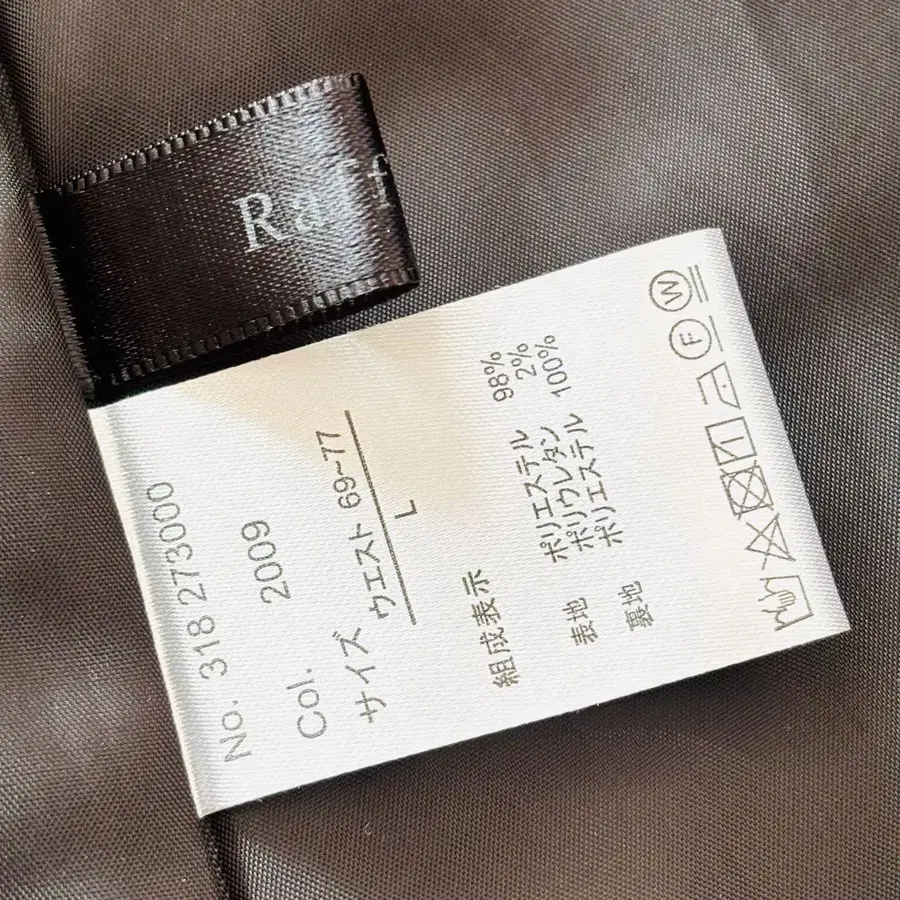 No. 318 273000
Col. 2009
サイズ ウエスト 69~77
L
組成表示
表地 ポリエステル 98%
ポリウレタン 2%
裏地 ポリエステル 100%
F
W